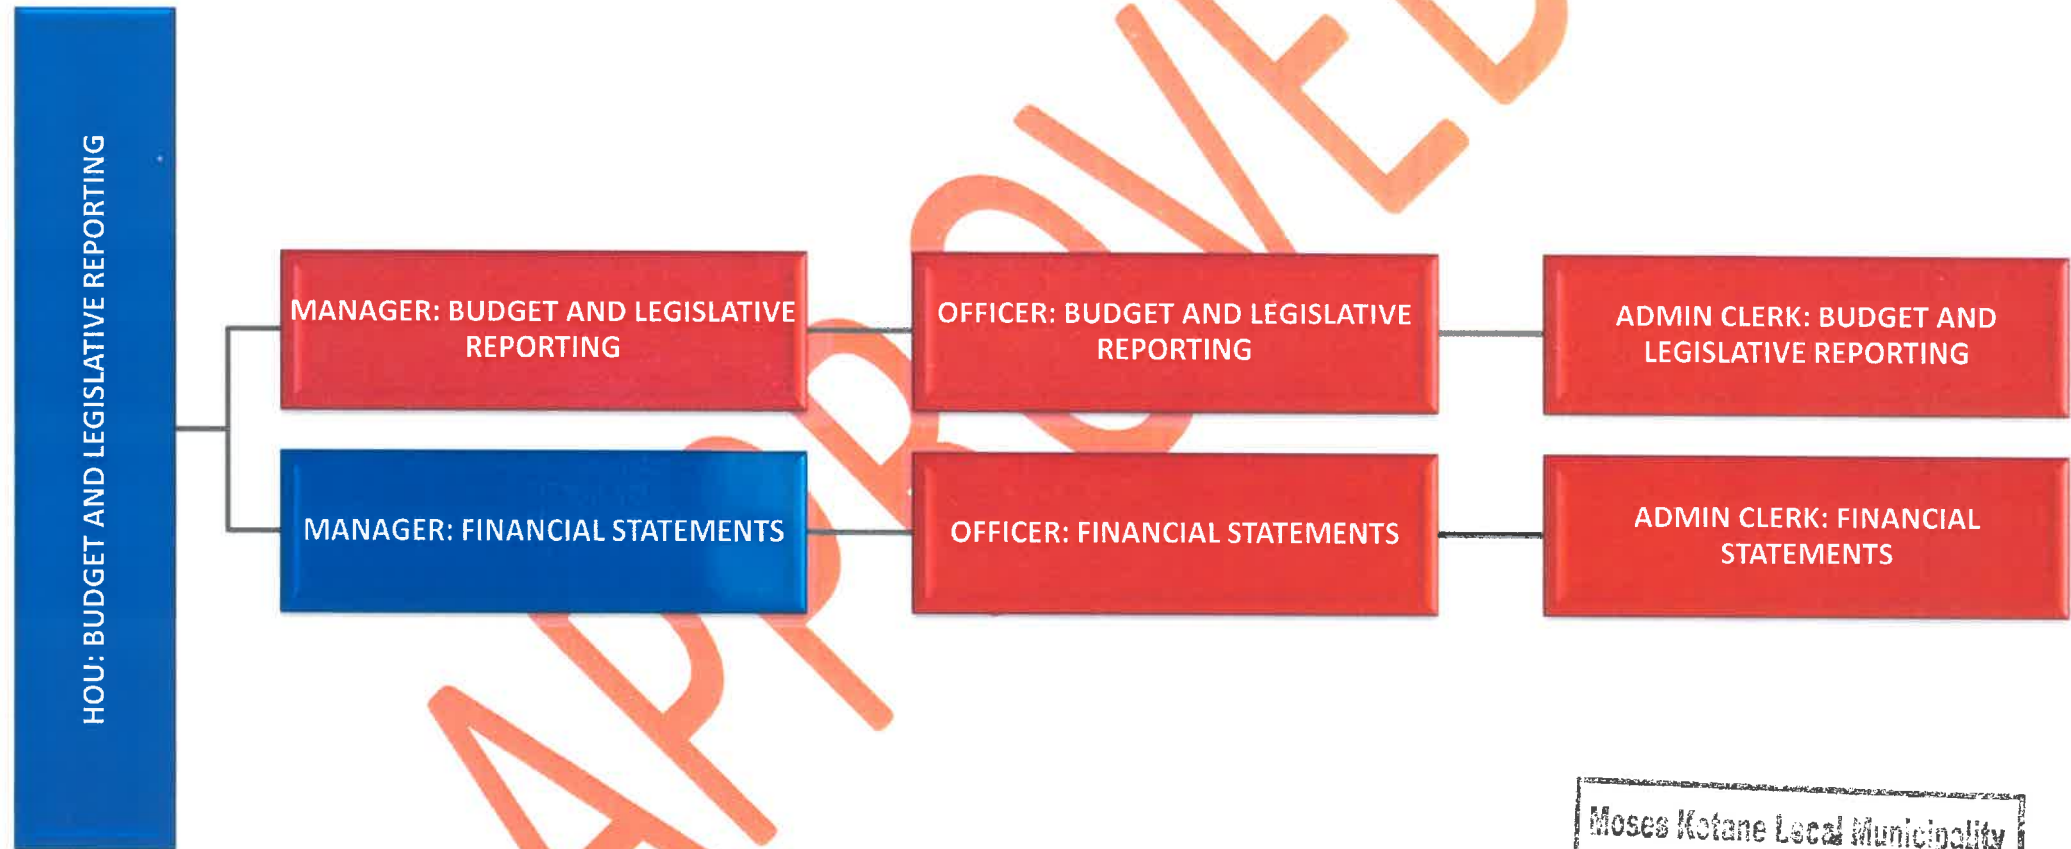 HOU: BUDGET AND LEGISLATIVE REPORTING
MANAGER: BUDGET AND LEGISLATIVE
REPORTING
OFFICER: BUDGET AND LEGISLATIVE
REPORTING
ADMIN CLERK: BUDGET AND
LEGISLATIVE REPORTING
MANAGER: FINANCIAL STATEMENTS
OFFICER: FINANCIAL STATEMENTS
ADMIN CLERK: FINANCIAL
STATEMENTS
APPROVED
Moses Kotane Local Municipality